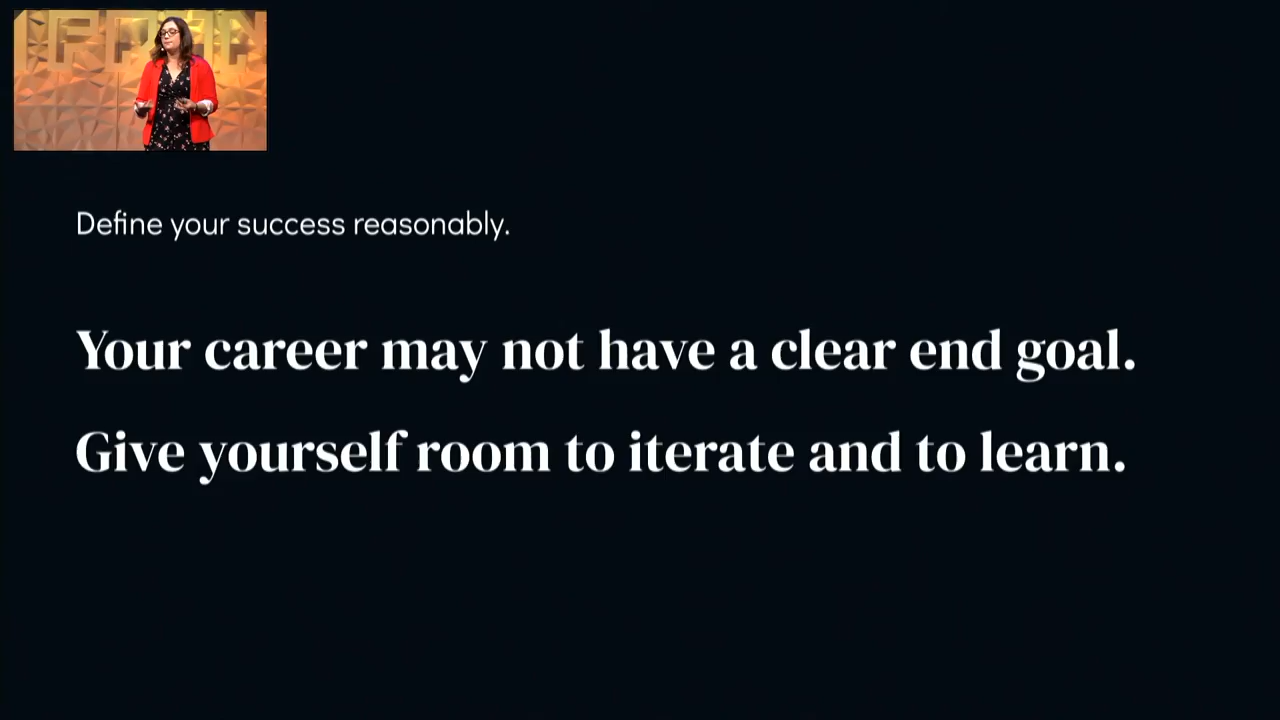 Define your success reasonably.
Your career may not have a clear end goal.
Give yourself room to iterate and to learn.